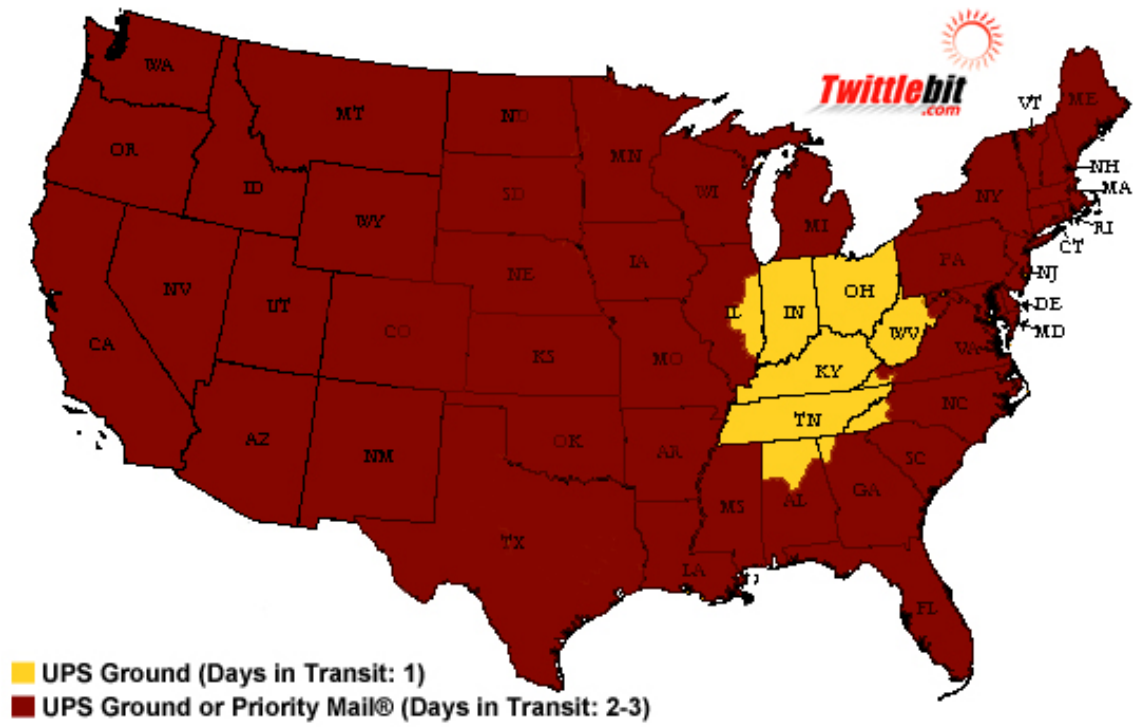 Twittlebit
.com
VT
ME
WA
MT
ND
MN
OR
NH
MA
ID
SD
WI
NY
WY
MI
RI
CT
IA
PA
NE
NJ
NV
UT
OH
DE
IL
IN
CO
WV
MD
CA
VA
KS
MO
KY
NC
TN
AZ
OK
AR
NM
SC
GA
AL
MS
TX
LA
FL
UPS Ground (Days in Transit: 1)
UPS Ground or Priority Mail® (Days in Transit: 2-3)